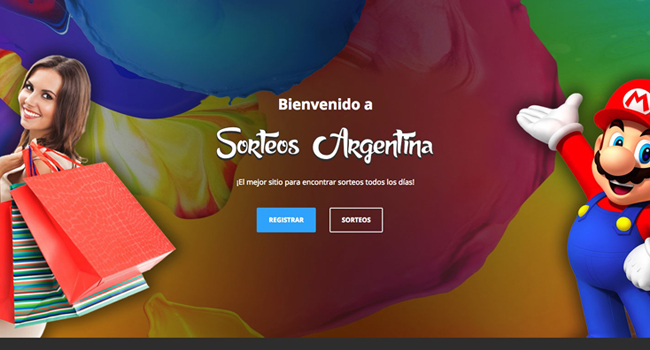 Bienvenido a
Sorteos Argentina
¡El mejor sitio para encontrar sorteos todos los días!
REGISTRAR
SORTEOS
M